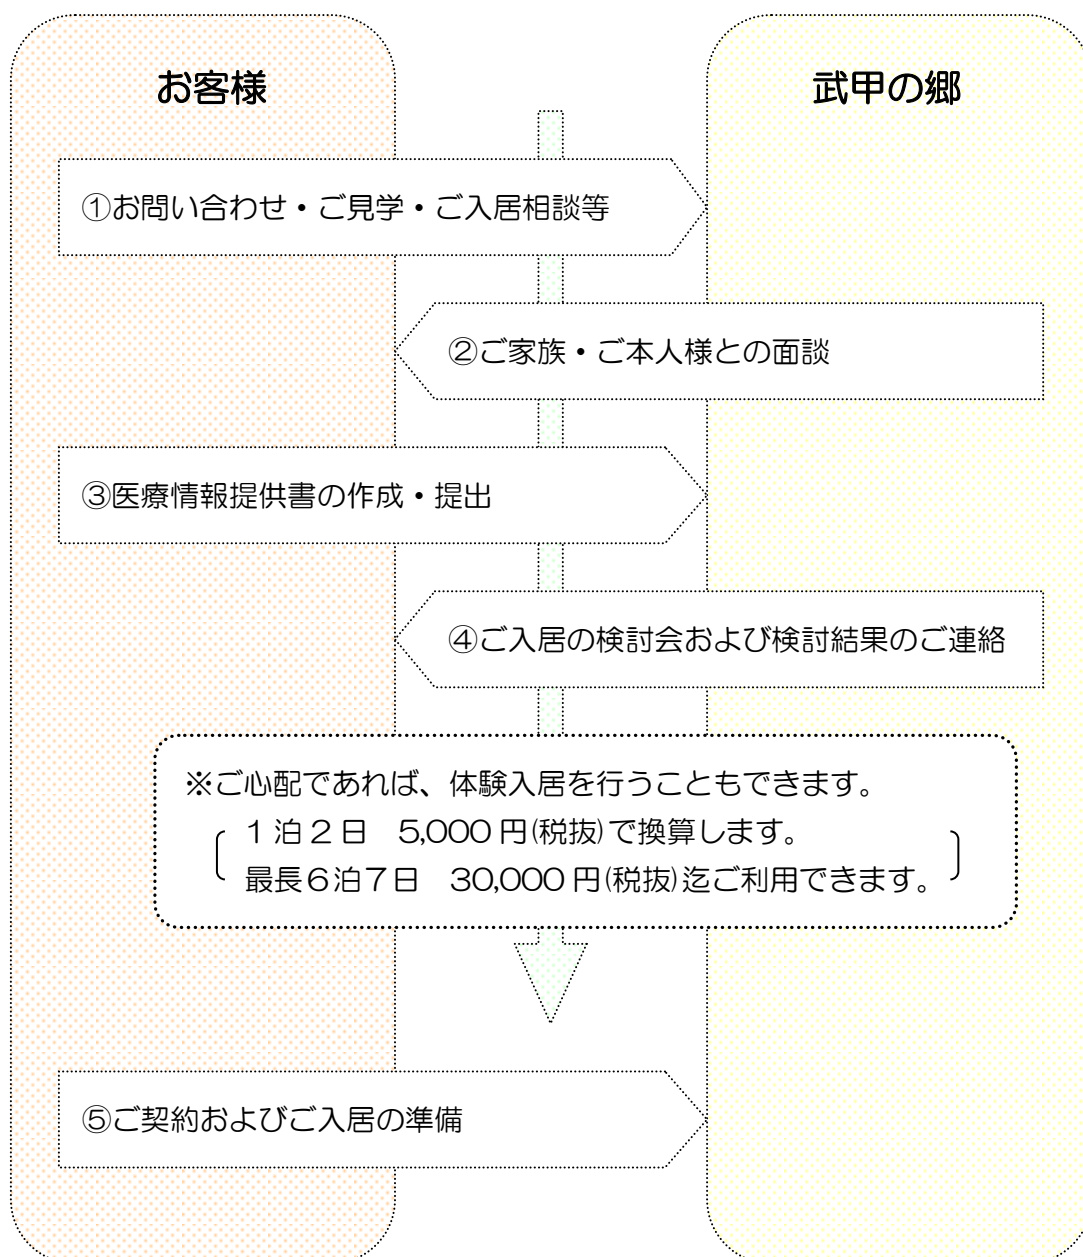 お客様
武甲の郷
①お問い合わせ・ご見学・ご入居相談等
②ご家族・ご本人様との面談
③医療情報提供書の作成・提出
④ご入居の検討会および検討結果のご連絡
※ご心配であれば、体験入居を行うこともできます。
１泊２日　5,000 円(税抜)で換算します。
最長６泊７日　30,000 円(税抜)迄ご利用できます。
⑤ご契約およびご入居の準備